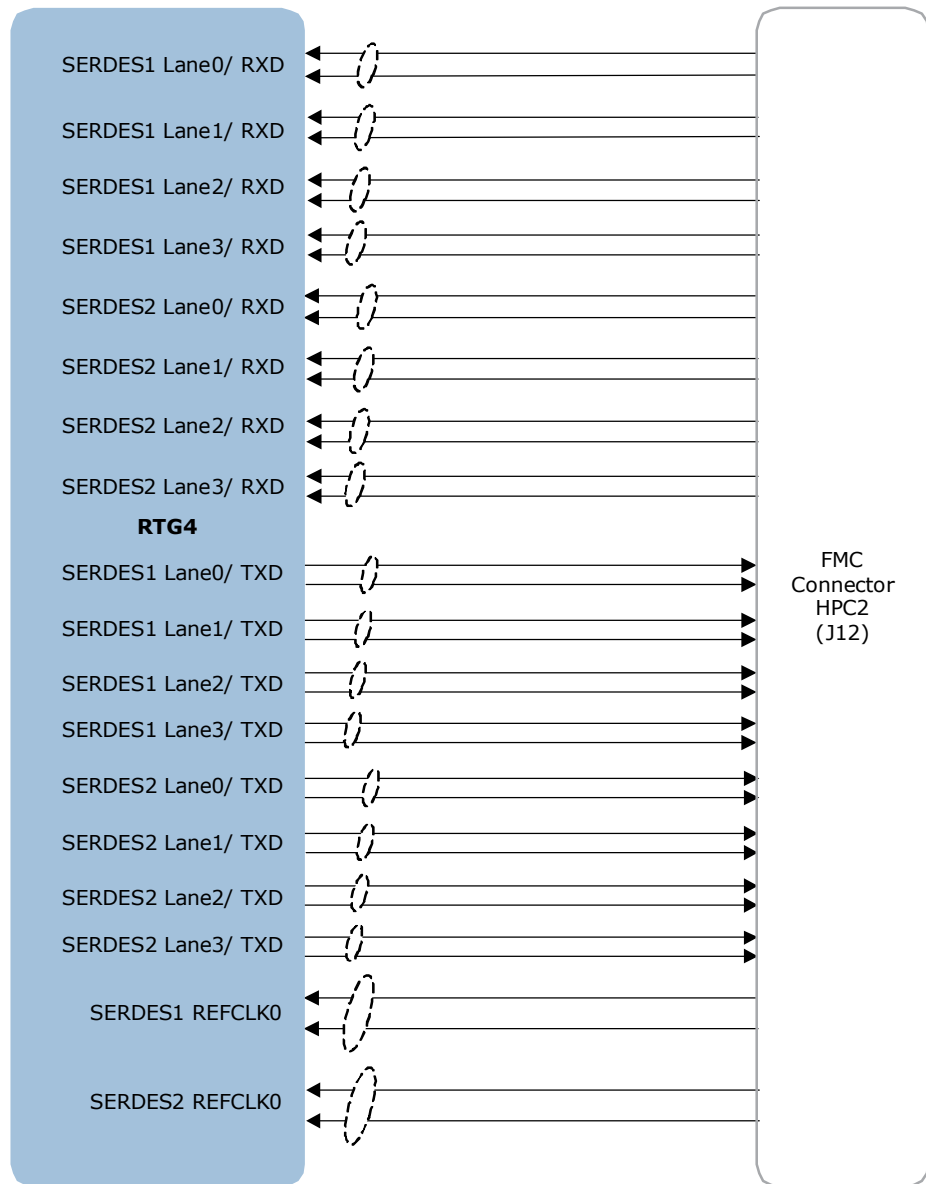 SERDES1 Lane0/ RXD
SERDES1 Lane1/ RXD
SERDES1 Lane2/ RXD
SERDES1 Lane3/ RXD
SERDES2 Lane0/ RXD
SERDES2 Lane1/ RXD
SERDES2 Lane2/ RXD
SERDES2 Lane3/ RXD
RTG4
SERDES1 Lane0/ TXD
SERDES1 Lane1/ TXD
SERDES1 Lane2/ TXD
SERDES1 Lane3/ TXD
SERDES2 Lane0/ TXD
SERDES2 Lane1/ TXD
SERDES2 Lane2/ TXD
SERDES2 Lane3/ TXD
SERDES1 REFCLK0
SERDES2 REFCLK0
FMC
Connector
HPC2
(J12)